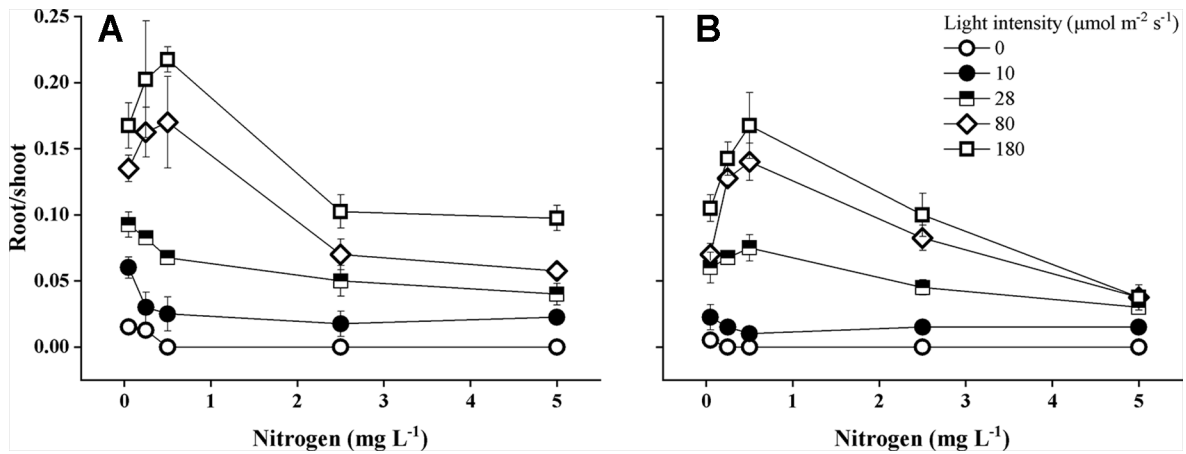 A
B
Light intensity (μmol m⁻² s⁻¹)
0
10
28
80
180
Root/shoot
0.25
0.20
0.15
0.10
0.05
0.00
0 1 2 3 4 5
0 1 2 3 4 5
Nitrogen (mg L⁻¹)
Nitrogen (mg L⁻¹)